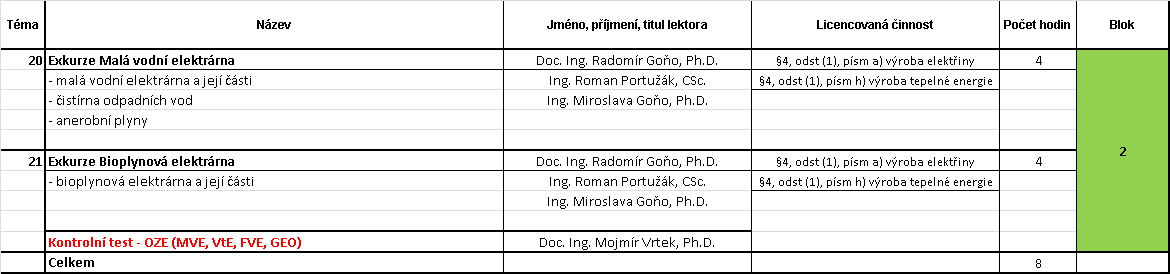 Téma Název Jméno, příjmení, titul lektora Licencovaná činnost Počet hodin Blok
20 Exkurze Malá vodní elektrárna Doc. Ing. Radomír Goňo, Ph.D. §4, odst (1), písm a) výroba elektřiny 4
- malá vodní elektrárna a její části Ing. Roman Portužák, CSc. §4, odst (1), písm h) výroba tepelné energie
- čistírna odpadních vod Ing. Miroslava Goňo, Ph.D.
- anerobní plyny
2
21 Exkurze Bioplynová elektrárna Doc. Ing. Radomír Goňo, Ph.D. §4, odst (1), písm a) výroba elektřiny 4
- bioplynová elektrárna a její části Ing. Roman Portužák, CSc. §4, odst (1), písm h) výroba tepelné energie
Ing. Miroslava Goňo, Ph.D.
Kontrolní test - OZE (MVE, VtE, FVE, GEO) Doc. Ing. Mojmír Vrtek, Ph.D.
Celkem 8